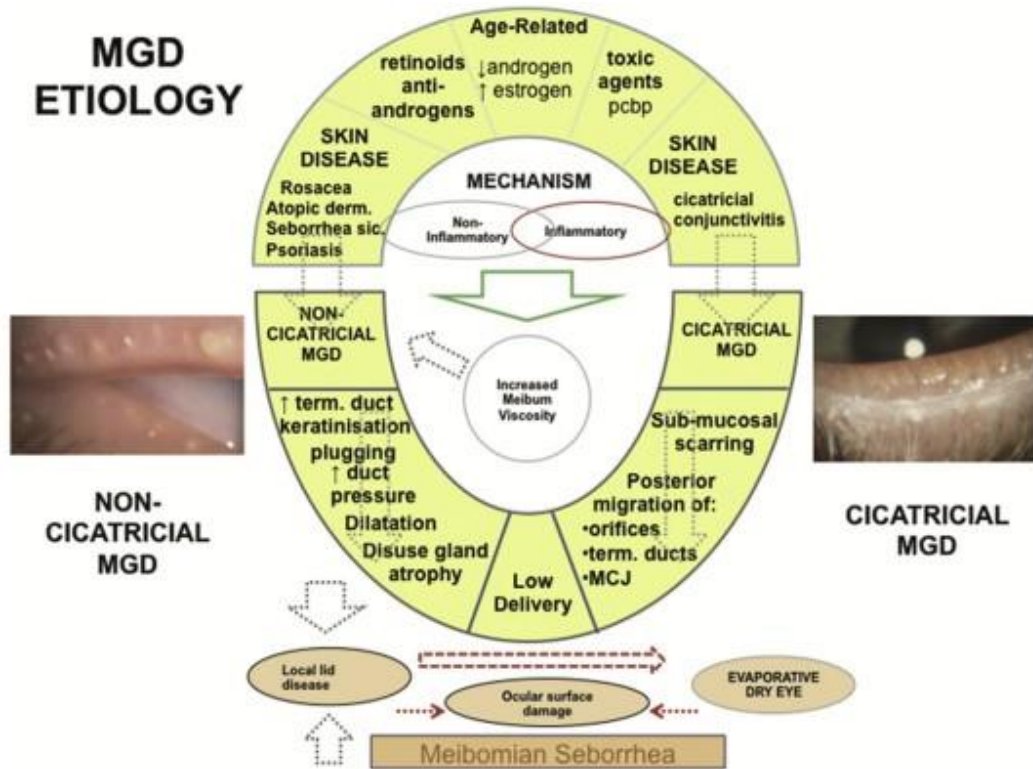 MGD
ETIOLOGY
Age-Related
↓androgen
↑ estrogen
retinoids
anti-
androgens
toxic
agents
pcbp
SKIN
DISEASE
Rosacea
Atopic derm.
Seborrhea sic.
Psoriasis
SKIN
DISEASE
cicatricial
conjunctivitis
MECHANISM
Non-
Inflammatory
Inflammatory
NON-
CICATRICIAL
MGD
CICATRICIAL
MGD
Increased
Meibum
Viscosity
↑ term. duct
keratinisation
plugging
↑ duct
pressure
Dilatation
Disuse gland
atrophy
Sub-mucosal
scarring
Posterior
migration of:
•orifices
•term. ducts
•MCJ
Low
Delivery
NON-
CICATRICIAL
MGD
CICATRICIAL
MGD
Local lid
disease
EVAPORATIVE
DRY EYE
Ocular surface
damage
Meibomian Seborrhea